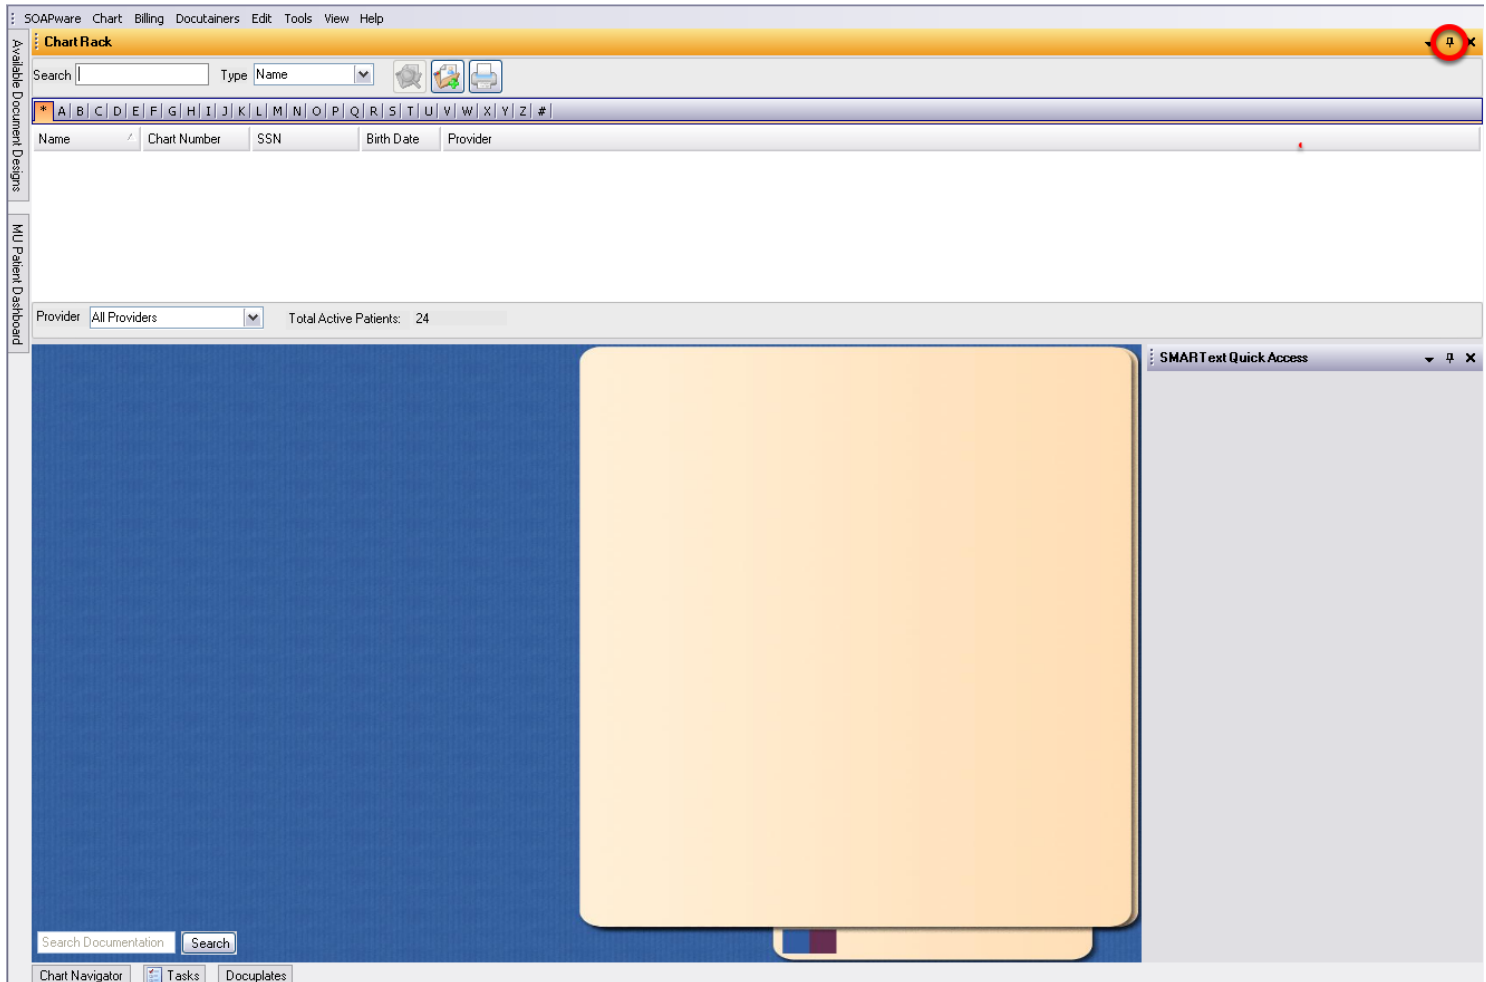 SOAPware Chart Billing Docutainers Edit Tools View Help
Chart Rack
Search Type Name
* A B C D E F G H I J K L M N O P Q R S T U V W X Y Z #
Name Chart Number SSN Birth Date Provider
Available Document Designs
MU Patient Dashboard
Provider All Providers Total Active Patients: 24
SMARText Quick Access
Search Documentation Search
Chart Navigator Tasks Docuplates